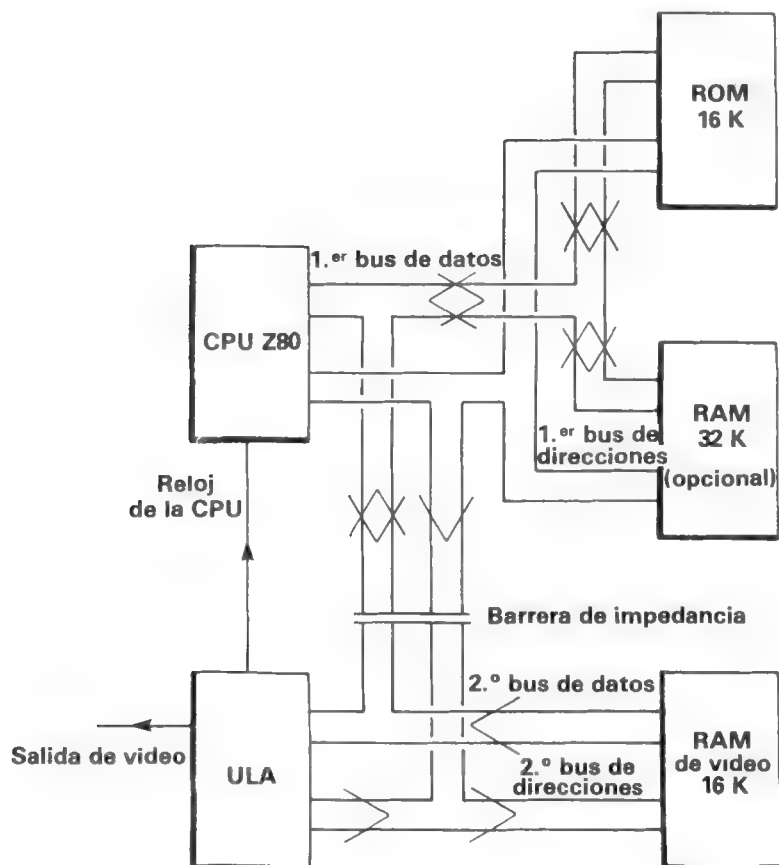 ROM
16 K
1.er bus de datos
CPU Z80
RAM
32 K
(opcional)
1.er bus de
direcciones
Reloj
de la CPU
Barrera de impedancia
2.º bus de datos
Salida de video
ULA
2.º bus de
direcciones
RAM
de video
16 K